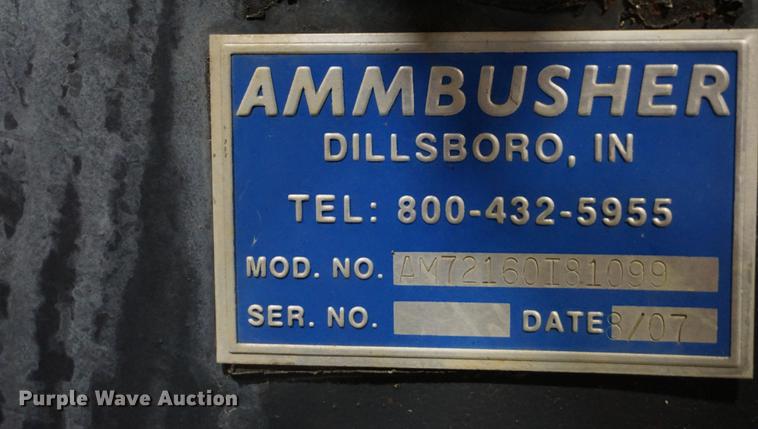 AMMBUSHER
DILLSBORO, IN
TEL: 800-432-5955
MOD. NO. AM72160I81099
SER. NO. DATE 8/07
Purple Wave Auction